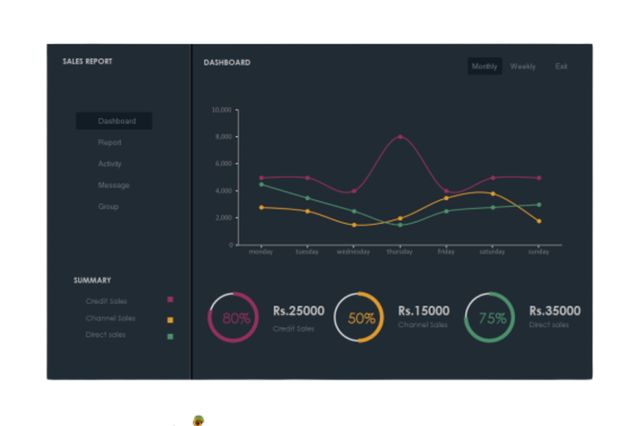 SALES REPORT
DASHBOARD
Monthly Weekly Exit
Dashboard
Report
Activity
Message
Group
10,000
8,000
6,000
4,000
2,000
0
monday tuesday wednesday thursday friday saturday sunday
SUMMARY
Credit Sales
Channel Sales
Direct sales
80%
Rs.25000
Credit Sales
50%
Rs.15000
Channel Sales
75%
Rs.35000
Direct sales